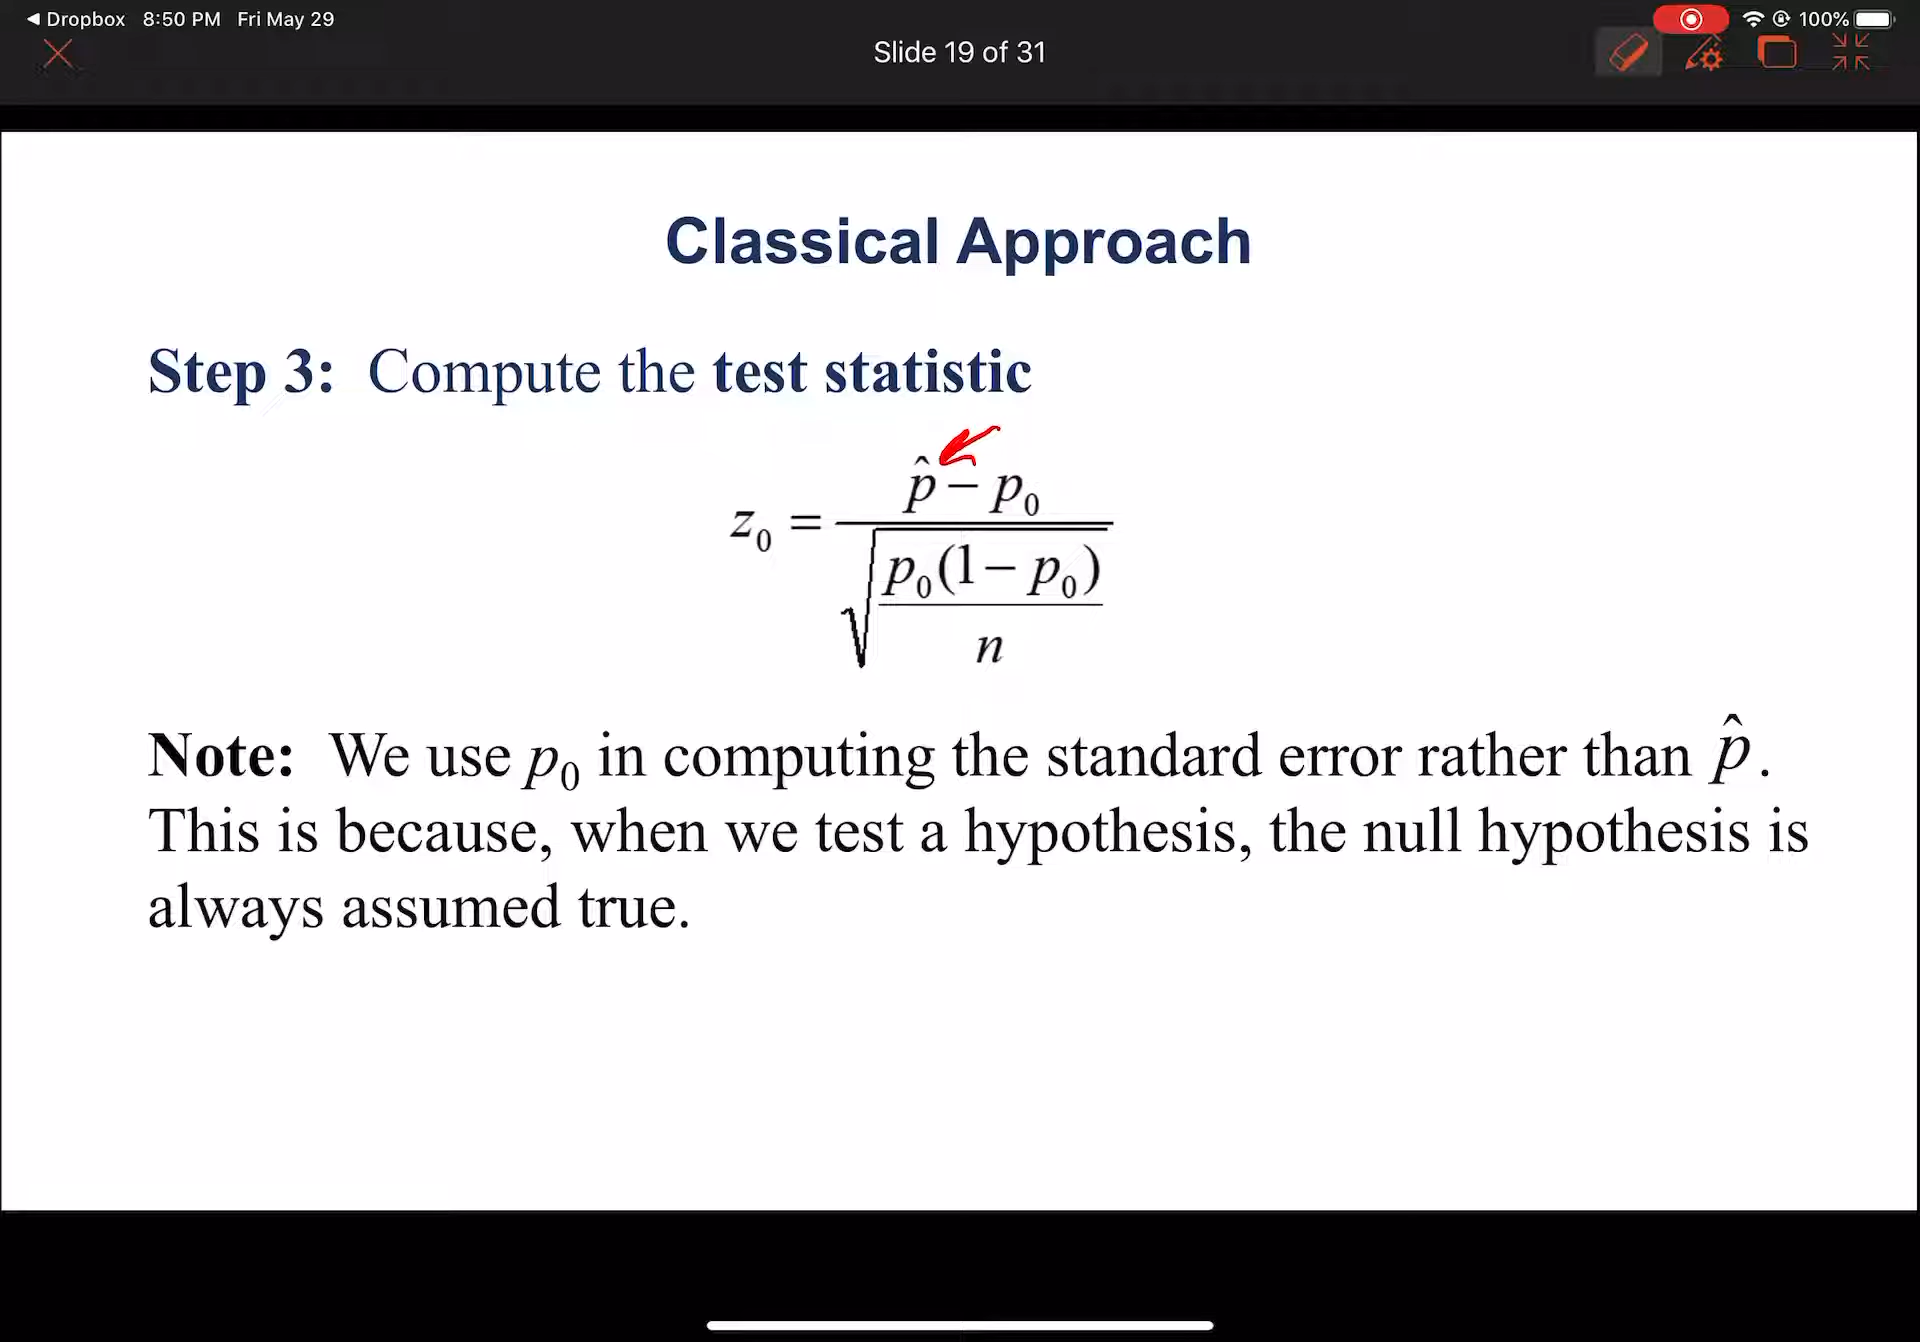 ◀ Dropbox 8:50 PM Fri May 29
100%
Slide 19 of 31
Classical Approach
Step 3: Compute the test statistic
z₀ = (p̂ − p₀) / √(p₀(1 − p₀) / n)
Note: We use p₀ in computing the standard error rather than p̂.
This is because, when we test a hypothesis, the null hypothesis is
always assumed true.